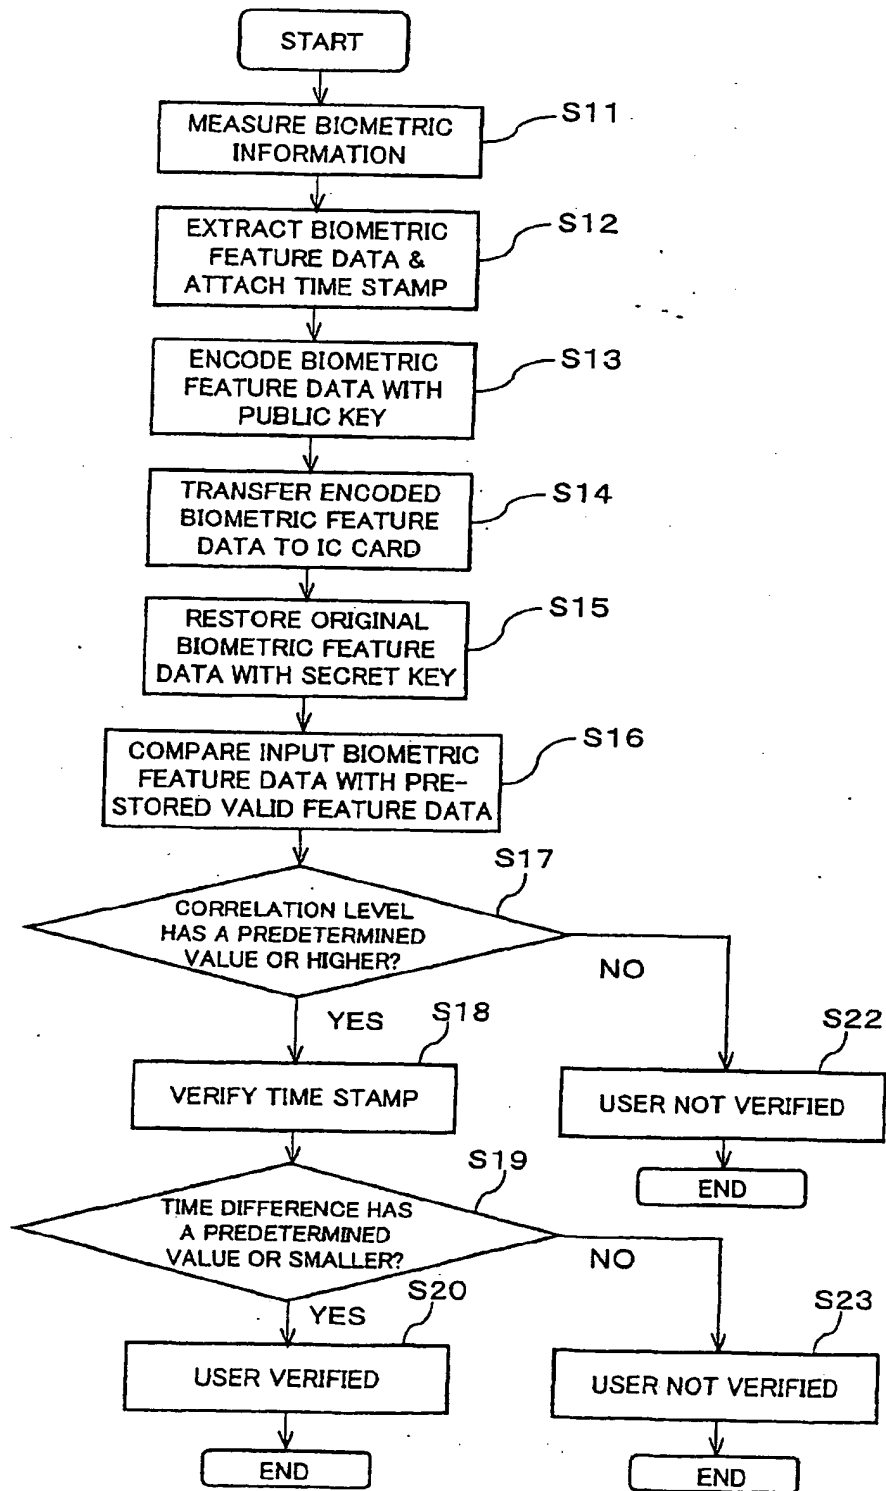 START
S11
MEASURE BIOMETRIC
INFORMATION
S12
EXTRACT BIOMETRIC
FEATURE DATA &
ATTACH TIME STAMP
S13
ENCODE BIOMETRIC
FEATURE DATA WITH
PUBLIC KEY
S14
TRANSFER ENCODED
BIOMETRIC FEATURE
DATA TO IC CARD
S15
RESTORE ORIGINAL
BIOMETRIC FEATURE
DATA WITH SECRET KEY
S16
COMPARE INPUT BIOMETRIC
FEATURE DATA WITH PRE-
STORED VALID FEATURE DATA
S17
CORRELATION LEVEL
HAS A PREDETERMINED
VALUE OR HIGHER?
NO
YES
S18
VERIFY TIME STAMP
S22
USER NOT VERIFIED
END
S19
TIME DIFFERENCE HAS
A PREDETERMINED
VALUE OR SMALLER?
NO
YES
S20
USER VERIFIED
END
S23
USER NOT VERIFIED
END